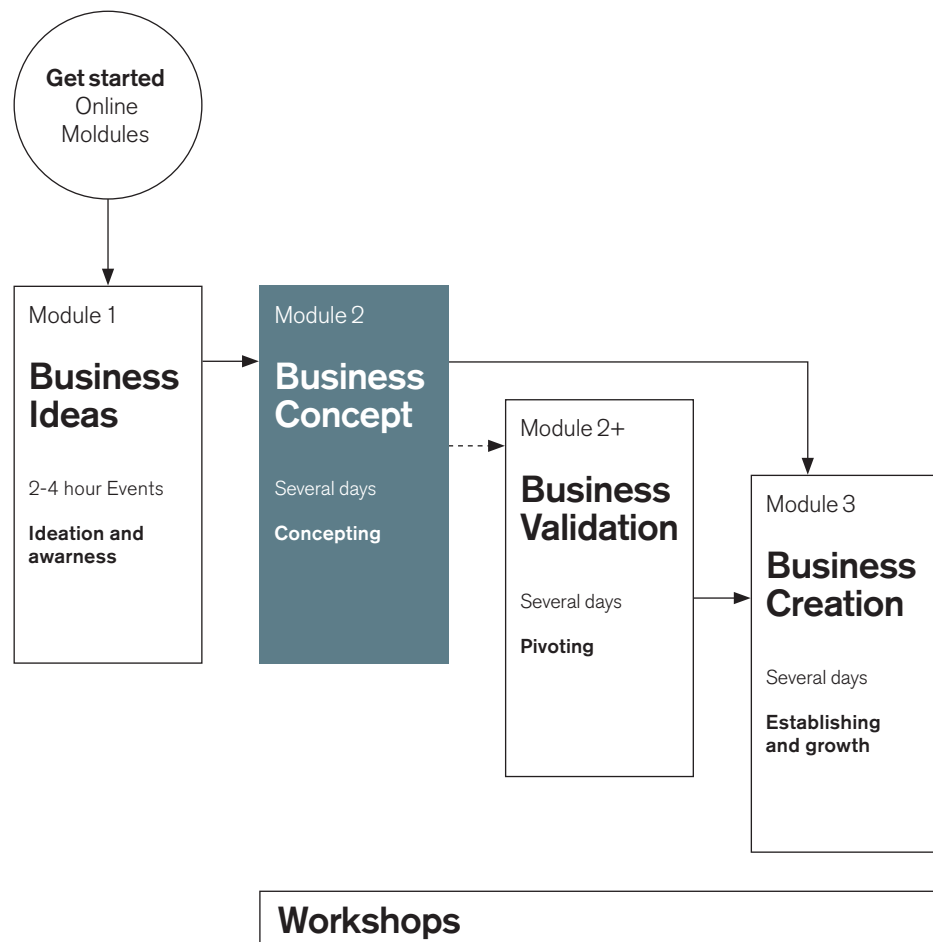 Get started
Online
Moldules
Module 1
Business
Ideas
2-4 hour Events
Ideation and
awarness
Module 2
Business
Concept
Several days
Concepting
Module 2+
Business
Validation
Several days
Pivoting
Module 3
Business
Creation
Several days
Establishing
and growth
Workshops